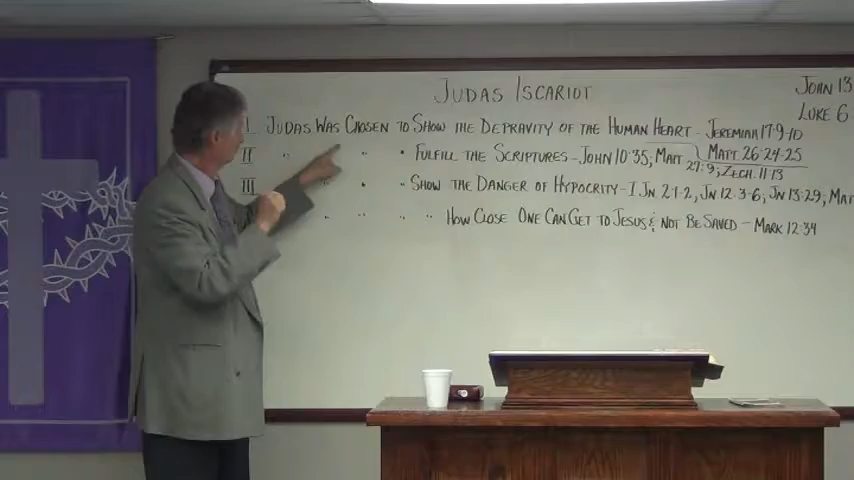 JUDAS ISCARIOT
JOHN 13
LUKE 6
I JUDAS WAS CHOSEN TO SHOW THE DEPRAVITY OF THE HUMAN HEART - JEREMIAH 17:9-10
II " " " FULFILL THE SCRIPTURES - JOHN 10:35; MATT 26:24-25
MATT 27:9; ZECH. 11:13
III " " " SHOW THE DANGER OF HYPOCRISY - I JN 2:1-2, JN 12:3-6, JN 13:29, MAT
" " " " HOW CLOSE ONE CAN GET TO JESUS & NOT BE SAVED - MARK 12:34